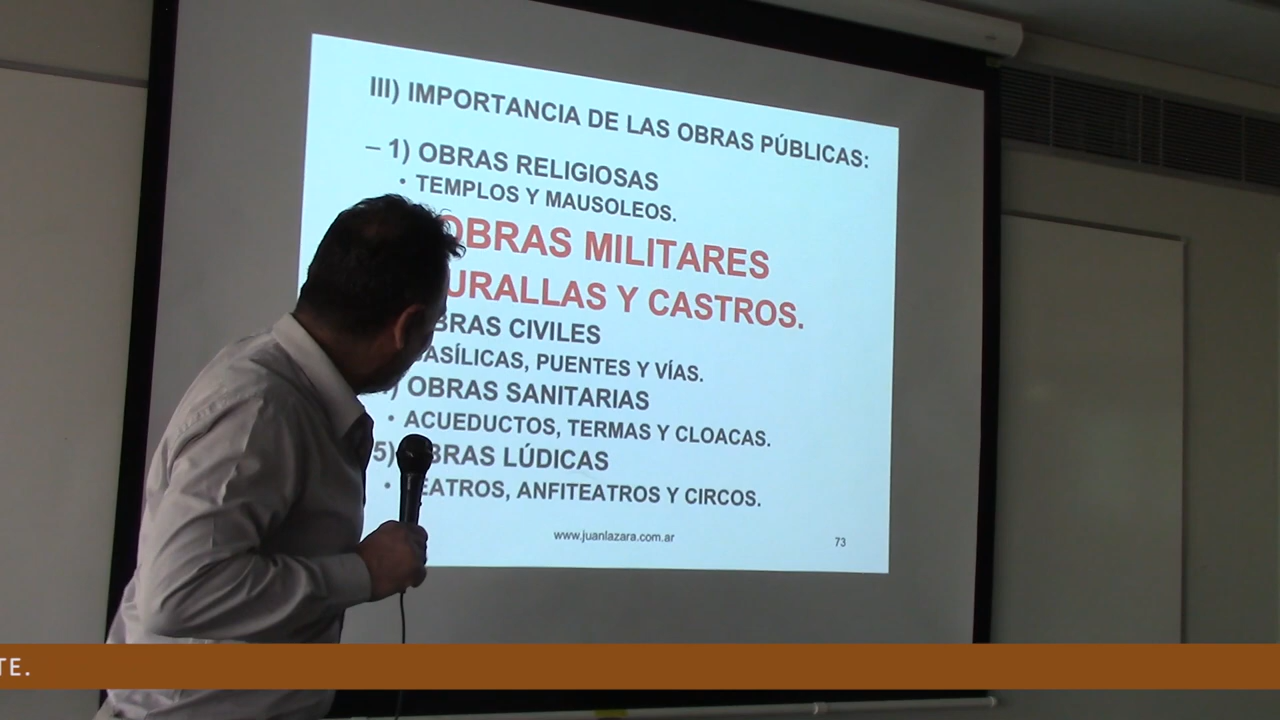 III) IMPORTANCIA DE LAS OBRAS PÚBLICAS:
– 1) OBRAS RELIGIOSAS
• TEMPLOS Y MAUSOLEOS.
OBRAS MILITARES
URALLAS Y CASTROS.
BRAS CIVILES
BASÍLICAS, PUENTES Y VÍAS.
) OBRAS SANITARIAS
• ACUEDUCTOS, TERMAS Y CLOACAS.
5) BRAS LÚDICAS
• EATROS, ANFITEATROS Y CIRCOS.
www.juanlazara.com.ar
73
TE.